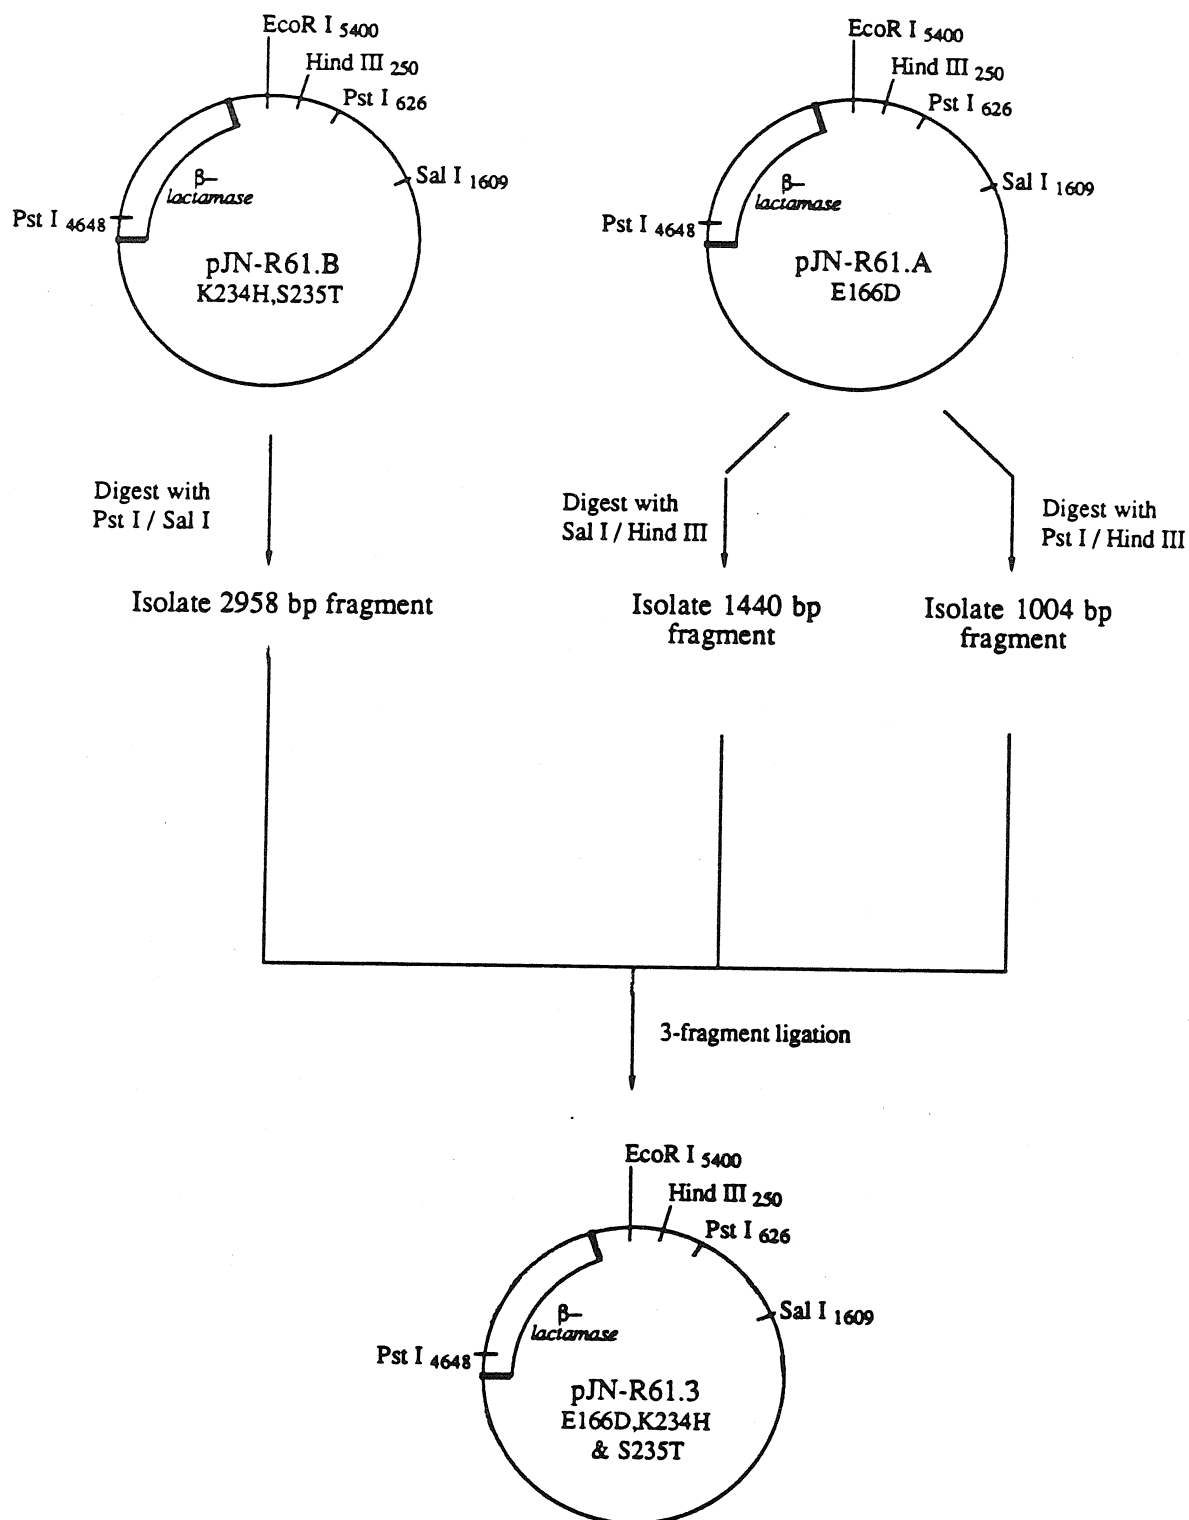 EcoR I 5400
Hind III 250
Pst I 626
Sal I 1609
β-
lactamase
Pst I 4648
pJN-R61.B
K234H,S235T
EcoR I 5400
Hind III 250
Pst I 626
Sal I 1609
β-
lactamase
Pst I 4648
pJN-R61.A
E166D
Digest with
Pst I / Sal I
Digest with
Sal I / Hind III
Digest with
Pst I / Hind III
Isolate 2958 bp fragment
Isolate 1440 bp
fragment
Isolate 1004 bp
fragment
3-fragment ligation
EcoR I 5400
Hind III 250
Pst I 626
Sal I 1609
β-
lactamase
Pst I 4648
pJN-R61.3
E166D,K234H
& S235T